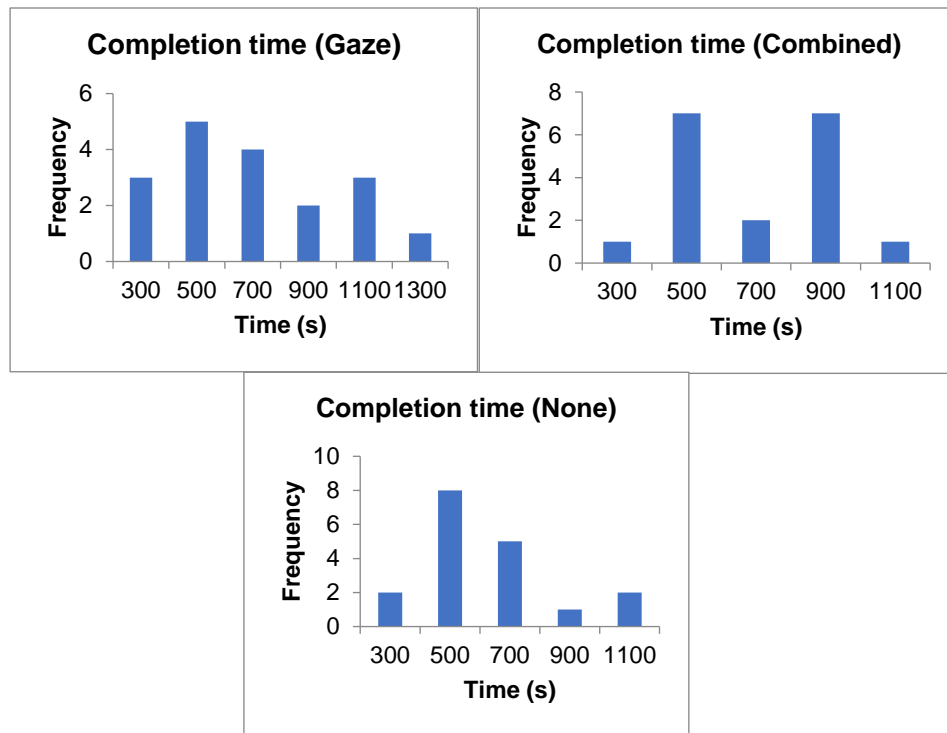 Completion time (Gaze)
6
4
2
0
Frequency
300 500 700 900 1100 1300
Time (s)
Completion time (Combined)
8
6
4
2
0
Frequency
300 500 700 900 1100
Time (s)
Completion time (None)
10
8
6
4
2
0
Frequency
300 500 700 900 1100
Time (s)